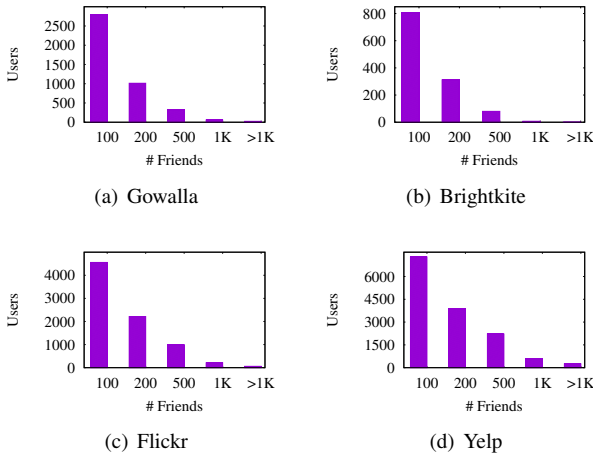 2500
2000
1500
1000
500
0
Users
100 200 500 1K >1K
# Friends
(a) Gowalla
800
600
400
200
0
Users
100 200 500 1K >1K
# Friends
(b) Brightkite
4000
3000
2000
1000
0
Users
100 200 500 1K >1K
# Friends
(c) Flickr
6000
4500
3000
1500
0
Users
100 200 500 1K >1K
# Friends
(d) Yelp